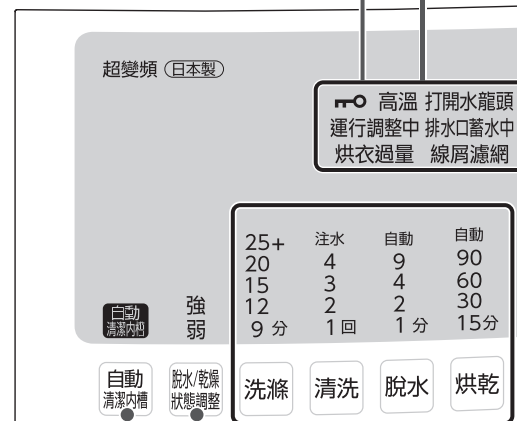 超變頻 (日本製)
高溫 打開水龍頭
運行調整中 排水口蓄水中
烘衣過量 線屑濾網
25+ 注水 自動 自動
20 4 9 90
15 3 4 60
12 2 2 30
9 分 1 回 1 分 15分
自動
清潔內槽
強
弱
自動
清潔內槽
脫水/乾燥
狀態調整
洗滌
清洗
脫水
烘乾